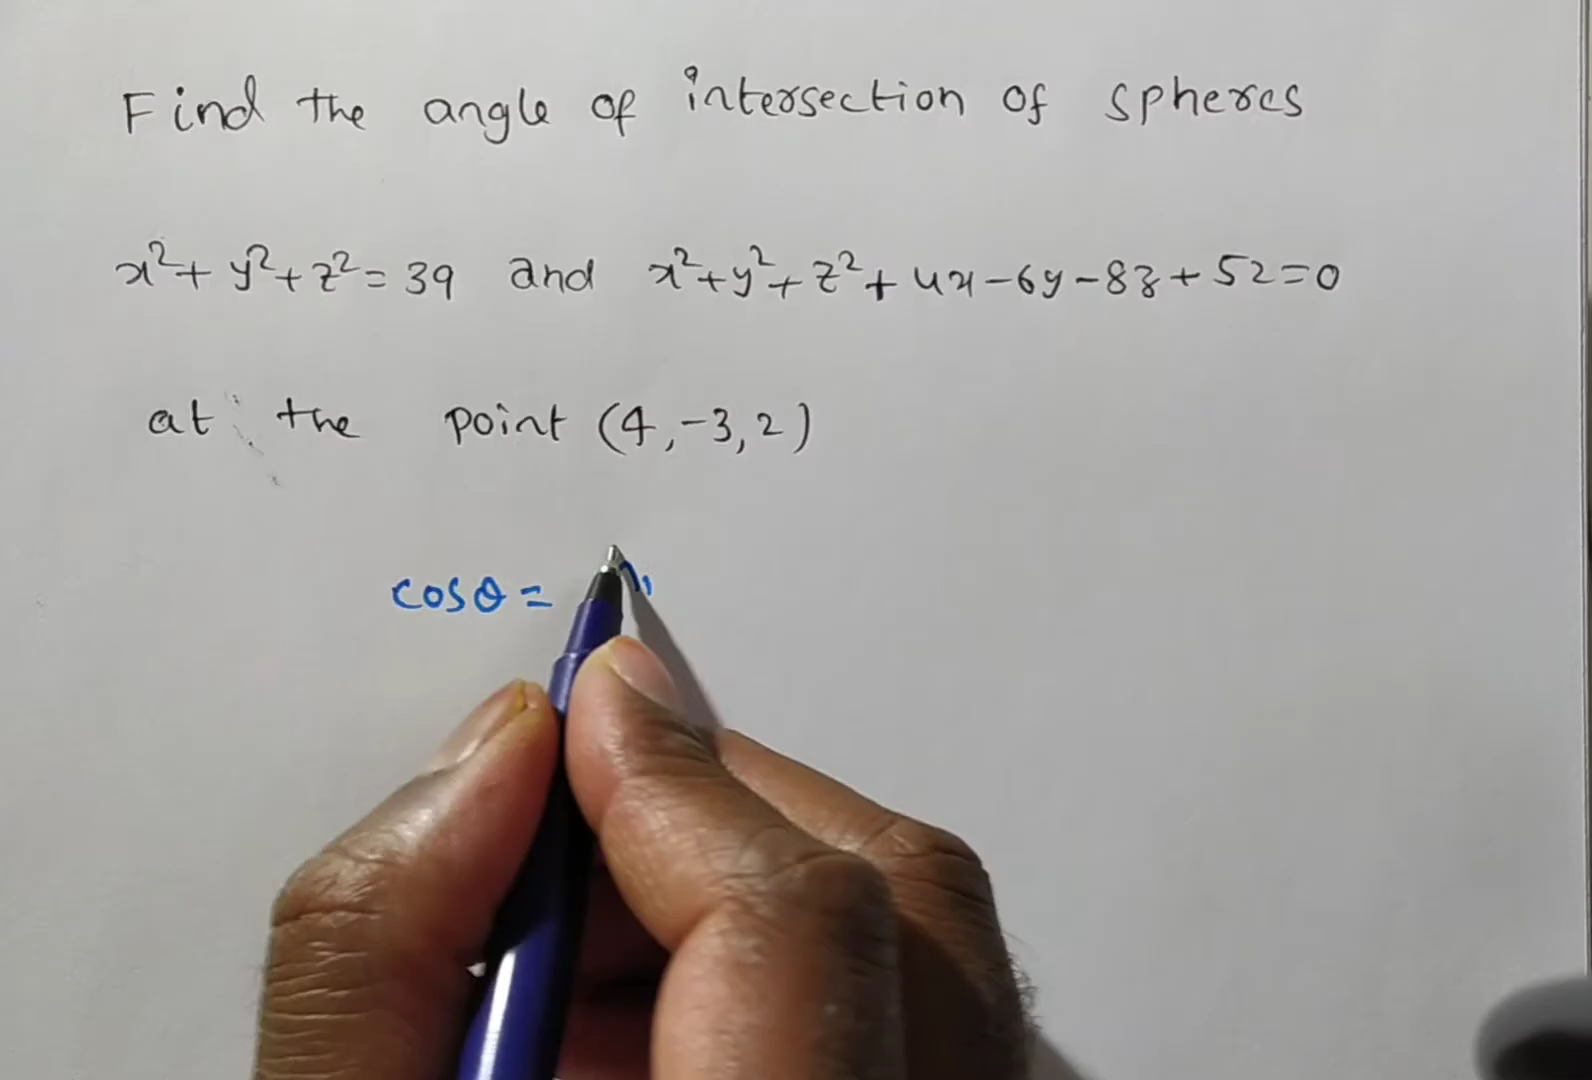 Find the angle of intersection of spheres
x²+y²+z²=39 and x²+y²+z²+4x-6y-8z+52=0
at the point (4,-3,2)
cosθ =